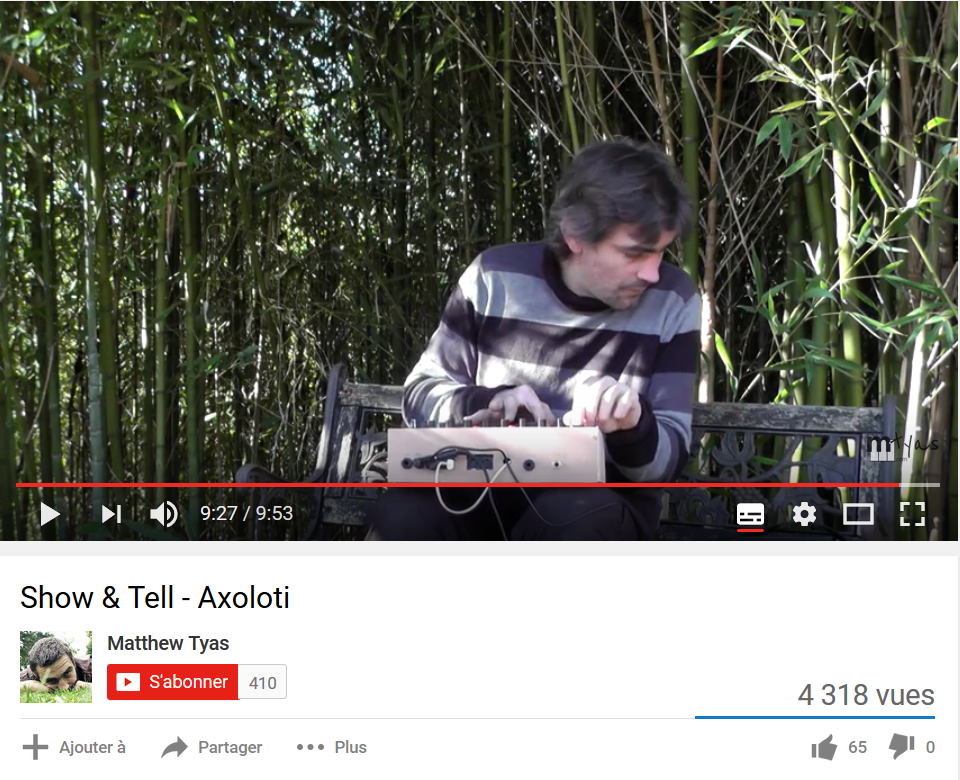 mTyas
9:27 / 9:53
Show & Tell - Axoloti
Matthew Tyas
S'abonner 410
4 318 vues
Ajouter à Partager Plus 65 0